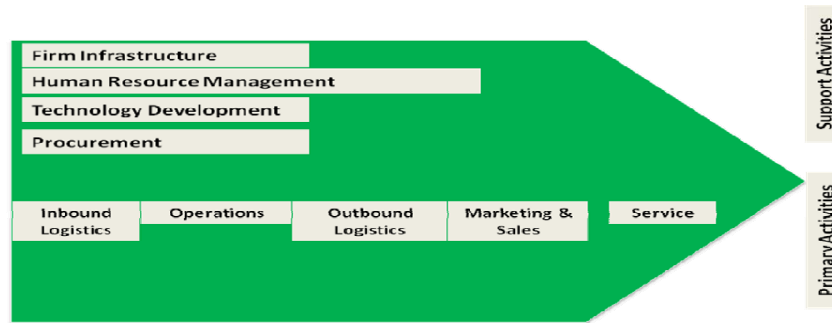 Firm Infrastructure
Human Resource Management
Technology Development
Procurement
Support Activities
Inbound
Logistics
Operations
Outbound
Logistics
Marketing &
Sales
Service
Primary Activities